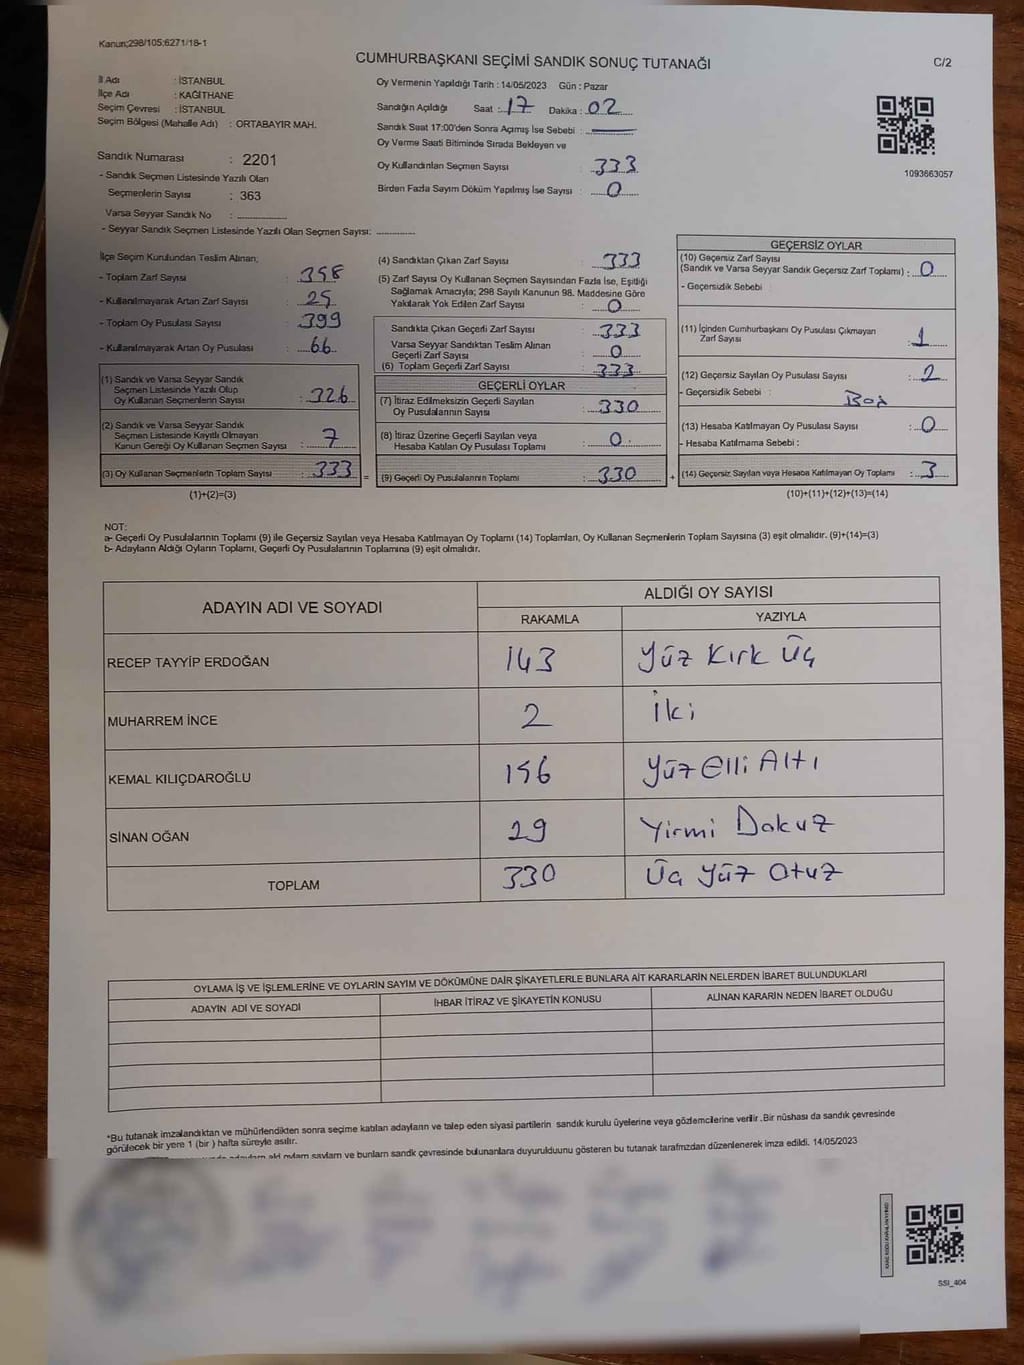 Kanun;298/105;6271/18-1
CUMHURBAŞKANI SEÇİMİ SANDIK SONUÇ TUTANAĞI
C/2
İl Adı : İSTANBUL
İlçe Adı : KAĞITHANE
Seçim Çevresi : İSTANBUL
Seçim Bölgesi (Mahalle Adı) : ORTABAYIR MAH.
Sandık Numarası : 2201
- Sandık Seçmen Listesinde Yazılı Olan
Seçmenlerin Sayısı : 363
Varsa Seyyar Sandık No :
- Seyyar Sandık Seçmen Listesinde Yazılı Olan Seçmen Sayısı:
Oy Vermenin Yapıldığı Tarih : 14/05/2023 Gün : Pazar
Sandığın Açıldığı Saat : 17 Dakika : 02
Sandık Saat 17:00'den Sonra Açılmış İse Sebebi :
Oy Verme Saati Bitiminde Sırada Bekleyen ve
Oy Kullandırılan Seçmen Sayısı : 333
Birden Fazla Sayım Döküm Yapılmış İse Sayısı : 0
1093663057
İlçe Seçim Kurulundan Teslim Alınan;
- Toplam Zarf Sayısı : 358
- Kullanılmayarak Artan Zarf Sayısı : 25
- Toplam Oy Pusulası Sayısı : 399
- Kullanılmayarak Artan Oy Pusulası : 66
(1) Sandık ve Varsa Seyyar Sandık
Seçmen Listesinde Yazılı Olup
Oy Kullanan Seçmenlerin Sayısı : 326
(2) Sandık ve Varsa Seyyar Sandık
Seçmen Listesinde Kayıtlı Olmayan
Kanun Gereği Oy Kullanan Seçmen Sayısı : 7
(3) Oy Kullanan Seçmenlerin Toplam Sayısı : 333
(1)+(2)=(3)
(4) Sandıktan Çıkan Zarf Sayısı : 333
(5) Zarf Sayısı Oy Kullanan Seçmen Sayısından Fazla İse, Eşitliği
Sağlamak Amacıyla; 298 Sayılı Kanunun 98. Maddesine Göre
Yakılarak Yok Edilen Zarf Sayısı : 0
Sandıkta Çıkan Geçerli Zarf Sayısı : 333
Varsa Seyyar Sandıktan Teslim Alınan
Geçerli Zarf Sayısı : 0
(6) Toplam Geçerli Zarf Sayısı : 333
GEÇERLİ OYLAR
(7) İtiraz Edilmeksizin Geçerli Sayılan
Oy Pusulalarının Sayısı : 330
(8) İtiraz Üzerine Geçerli Sayılan veya
Hesaba Katılan Oy Pusulası Toplamı : 0
= (9) Geçerli Oy Pusulalarının Toplamı : 330 +
GEÇERSİZ OYLAR
(10) Geçersiz Zarf Sayısı
(Sandık ve Varsa Seyyar Sandık Geçersiz Zarf Toplamı) : 0
- Geçersizlik Sebebi :
(11) İçinden Cumhurbaşkanı Oy Pusulası Çıkmayan
Zarf Sayısı : 1
(12) Geçersiz Sayılan Oy Pusulası Sayısı : 2
- Geçersizlik Sebebi : Boş
(13) Hesaba Katılmayan Oy Pusulası Sayısı : 0
- Hesaba Katılmama Sebebi :
(14) Geçersiz Sayılan veya Hesaba Katılmayan Oy Toplamı : 3
(10)+(11)+(12)+(13)=(14)
NOT:
a- Geçerli Oy Pusulalarının Toplamı (9) ile Geçersiz Sayılan veya Hesaba Katılmayan Oy Toplamı (14) Toplamları, Oy Kullanan Seçmenlerin Toplam Sayısına (3) eşit olmalıdır. (9)+(14)=(3)
b- Adayların Aldığı Oyların Toplamı, Geçerli Oy Pusulalarının Toplamına (9) eşit olmalıdır.
ADAYIN ADI VE SOYADI
ALDIĞI OY SAYISI
RAKAMLA YAZIYLA
RECEP TAYYİP ERDOĞAN 143 Yüz Kırk Üç
MUHARREM İNCE 2 İki
KEMAL KILIÇDAROĞLU 156 Yüz Elli Altı
SİNAN OĞAN 29 Yirmi Dokuz
TOPLAM 330 Üç Yüz Otuz
OYLAMA İŞ VE İŞLEMLERİNE VE OYLARIN SAYIM VE DÖKÜMÜNE DAİR ŞİKAYETLERLE BUNLARA AİT KARARLARIN NELERDEN İBARET BULUNDUKLARI
ADAYIN ADI VE SOYADI İHBAR İTİRAZ VE ŞİKAYETİN KONUSU ALINAN KARARIN NEDEN İBARET OLDUĞU
*Bu tutanak imzalandıktan ve mühürlendikten sonra seçime katılan adayların ve talep eden siyasi partilerin sandık kurulu üyelerine veya gözlemcilerine verilir .Bir nüshası da sandık çevresinde
görülecek bir yere 1 (bir ) hafta süreyle asılır.
ve bunların sandık çevresinde bulunanlara duyurulduğunu gösteren bu tutanak tarafımızdan düzenlenerek imza edildi. 14/05/2023
SSI_404